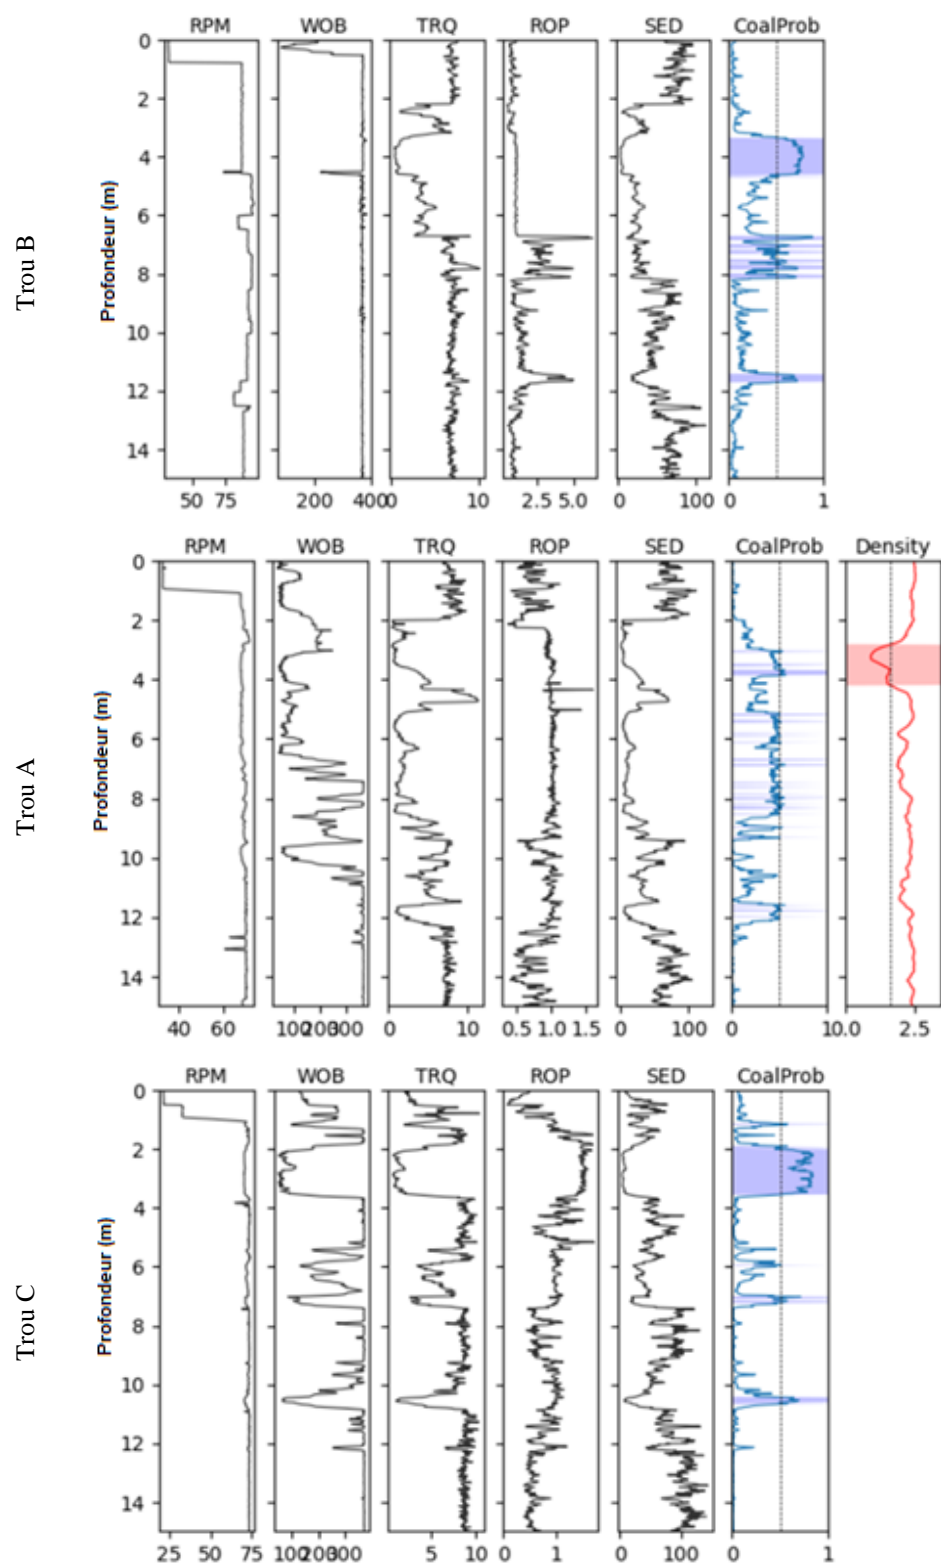 RPM WOB TRQ ROP SED CoalProb
0
2
4
6
8
10
12
14
Profondeur (m)
Trou B
50 75 200 400 0 10 2.5 5.0 0 100 0 1
RPM WOB TRQ ROP SED CoalProb Density
0
2
4
6
8
10
12
14
Profondeur (m)
Trou A
40 60 100 200 300 0 10 0.5 1.0 1.5 0 100 0 1 0.0 2.5
RPM WOB TRQ ROP SED CoalProb
0
2
4
6
8
10
12
14
Profondeur (m)
Trou C
25 50 75 100 200 300 5 10 0 1 0 100 0 1